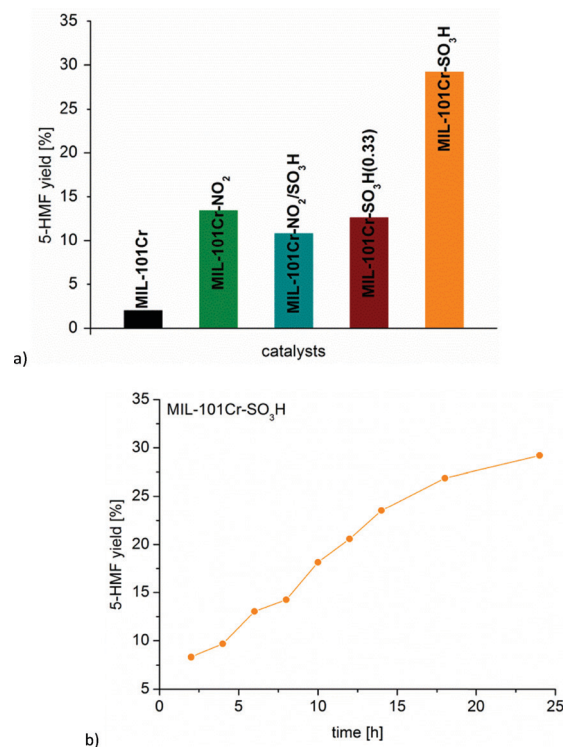 35
30
25
20
15
10
5
0
5-HMF yield [%]
MIL-101Cr
MIL-101Cr-NO₂
MIL-101Cr-NO₂/SO₃H
MIL-101Cr-SO₃H(0.33)
MIL-101Cr-SO₃H
catalysts
a)
MIL-101Cr-SO₃H
35
30
25
20
15
10
5
5-HMF yield [%]
0 5 10 15 20 25
time [h]
b)